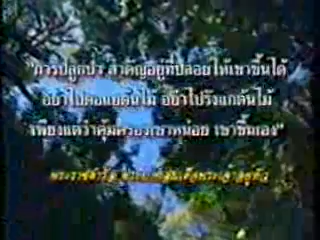 "การปลูกป่า สำคัญอยู่ที่ปล่อยให้เขาขึ้นได้
อย่าไปตอแยต้นไม้ อย่าไปรังแกต้นไม้
เพียงแต่ว่าคุ้มครองเขาหน่อย เขาขึ้นเอง"
พระราชดำรัส พระบาทสมเด็จพระเจ้าอยู่หัว